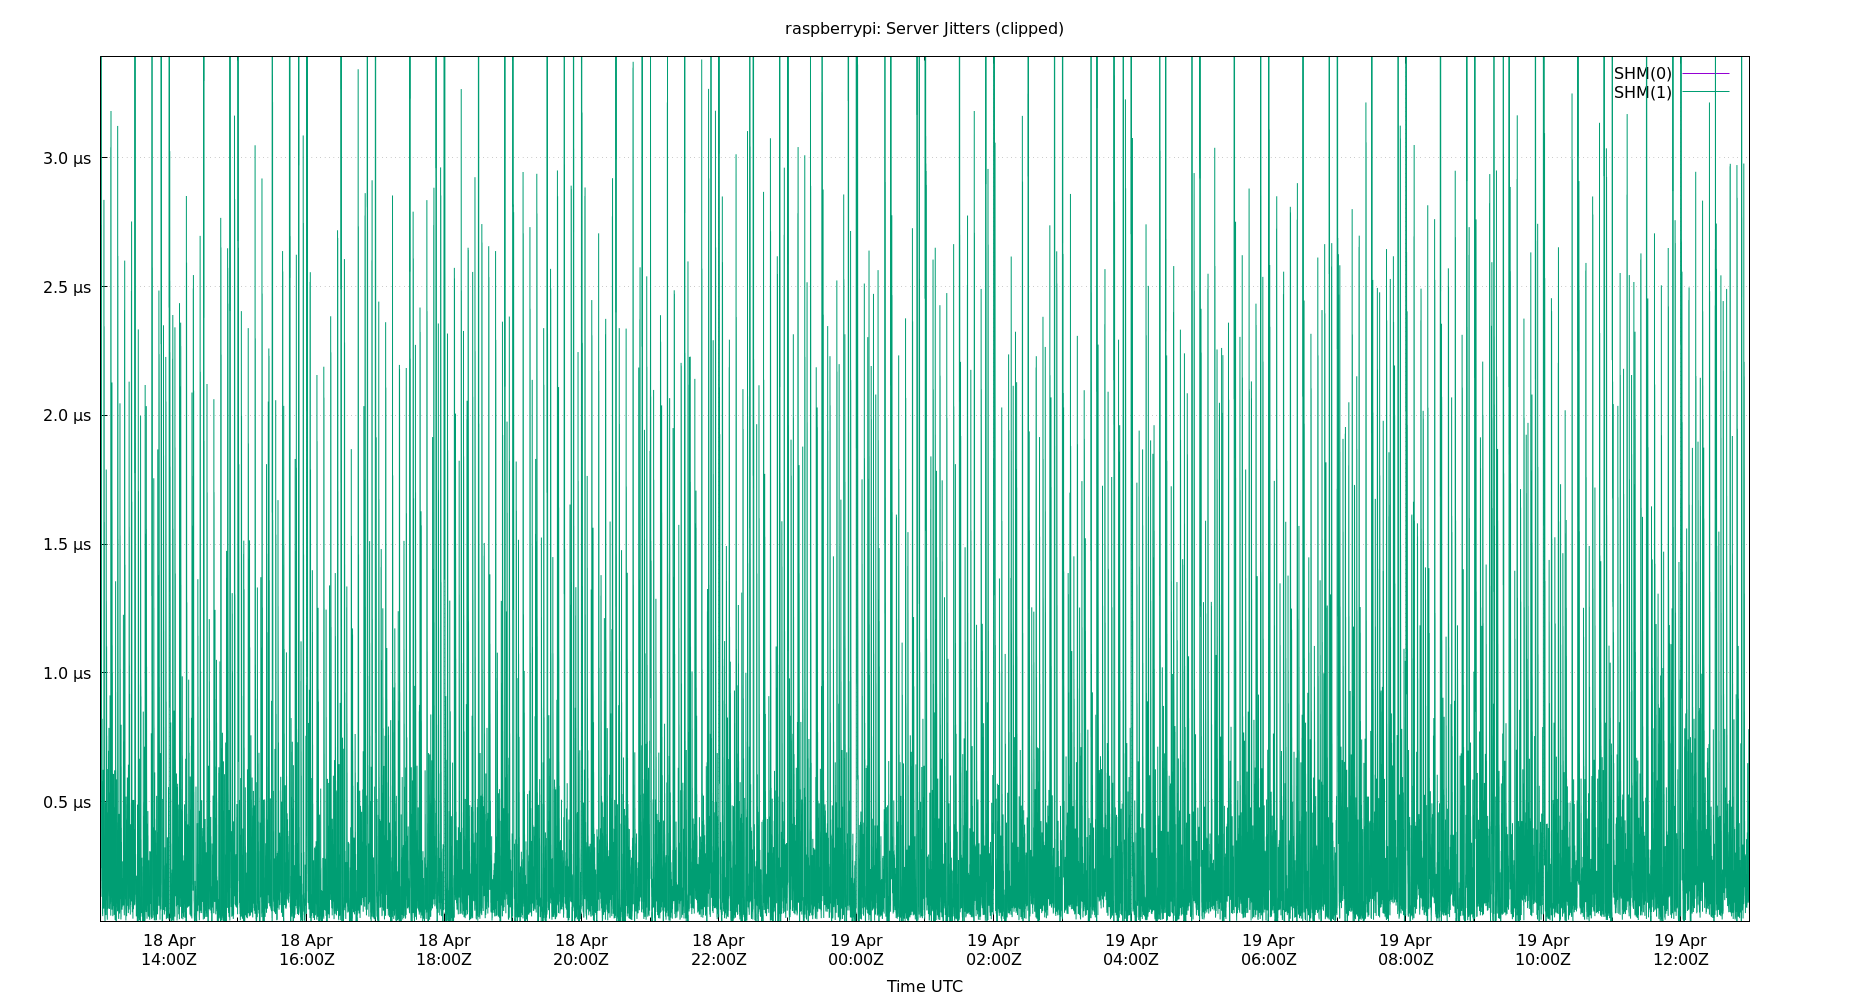 raspberrypi: Server Jitters (clipped)
SHM(0)
SHM(1)
3.0 µs
2.5 µs
2.0 µs
1.5 µs
1.0 µs
0.5 µs
18 Apr 18 Apr 18 Apr 18 Apr 18 Apr 19 Apr 19 Apr 19 Apr 19 Apr 19 Apr 19 Apr 19 Apr
14:00Z 16:00Z 18:00Z 20:00Z 22:00Z 00:00Z 02:00Z 04:00Z 06:00Z 08:00Z 10:00Z 12:00Z
Time UTC